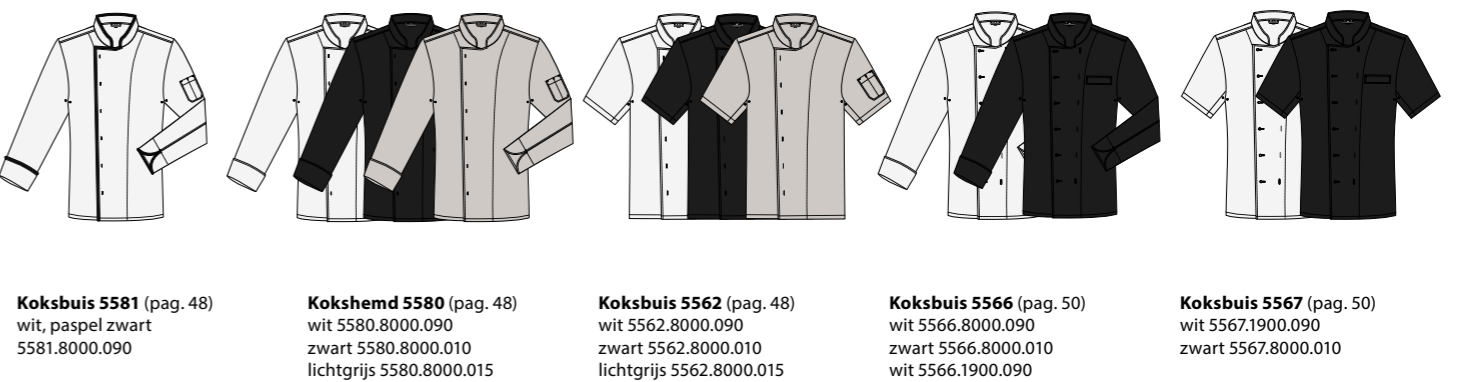 Koksbuis 5581 (pag. 48)
wit, paspel zwart
5581.8000.090
Kokshemd 5580 (pag. 48)
wit 5580.8000.090
zwart 5580.8000.010
lichtgrijs 5580.8000.015
Koksbuis 5562 (pag. 48)
wit 5562.8000.090
zwart 5562.8000.010
lichtgrijs 5562.8000.015
Koksbuis 5566 (pag. 50)
wit 5566.8000.090
zwart 5566.8000.010
wit 5566.1900.090
Koksbuis 5567 (pag. 50)
wit 5567.1900.090
zwart 5567.8000.010